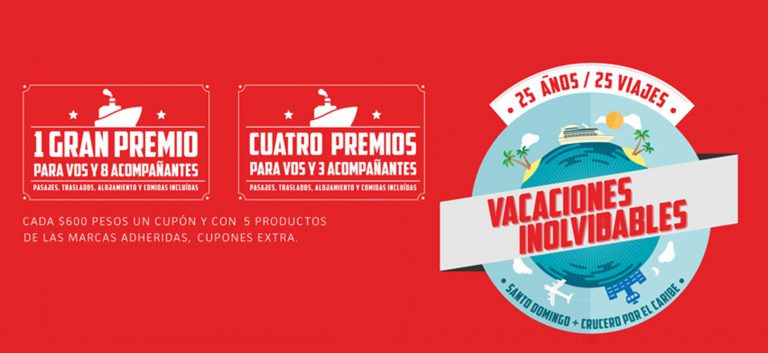 1 GRAN PREMIO
PARA VOS Y 8 ACOMPAÑANTES
PASAJES, TRASLADOS, ALOJAMIENTO Y COMIDAS INCLUÍDAS
CUATRO PREMIOS
PARA VOS Y 3 ACOMPAÑANTES
PASAJES, TRASLADOS, ALOJAMIENTO Y COMIDAS INCLUÍDAS
CADA $600 PESOS UN CUPÓN Y CON 5 PRODUCTOS
DE LAS MARCAS ADHERIDAS, CUPONES EXTRA.
• 25 AÑOS / 25 VIAJES •
VACACIONES
INOLVIDABLES
• SANTO DOMINGO + CRUCERO POR EL CARIBE •